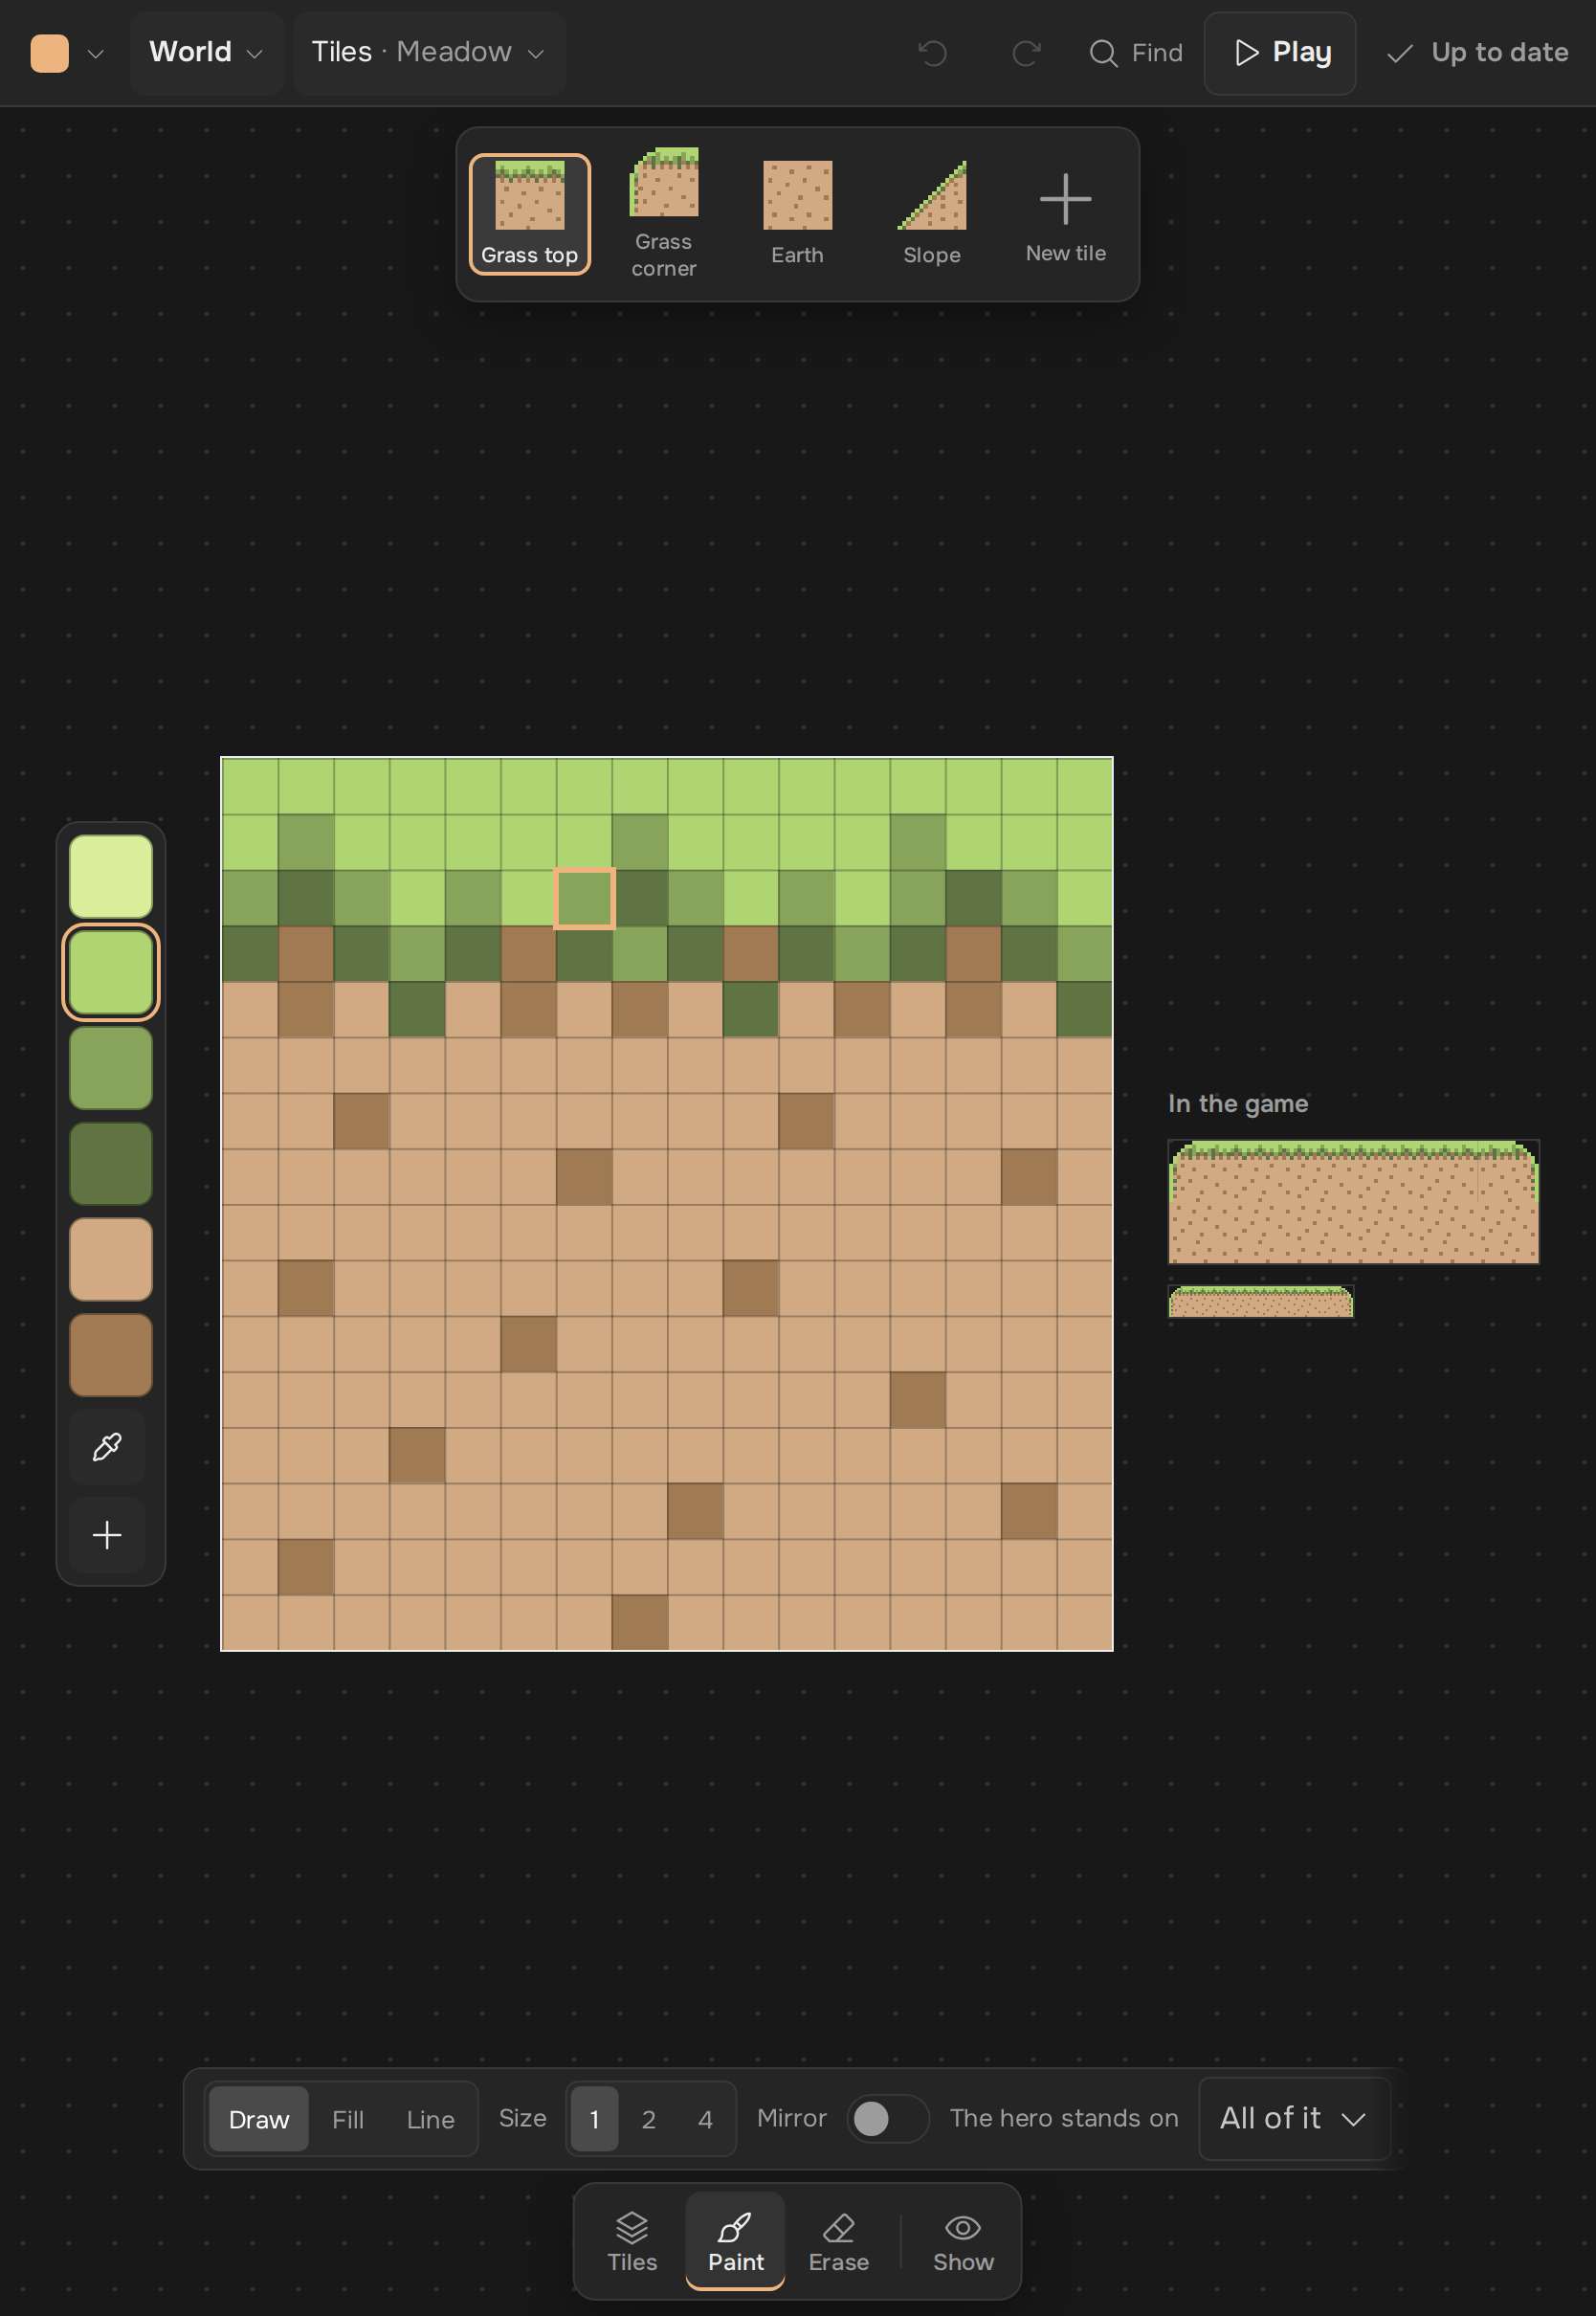 World
Tiles · Meadow
Find
Play
Up to date
Grass top
Grass
corner
Earth
Slope
New tile
In the game
Draw
Fill
Line
Size
1
2
4
Mirror
The hero stands on
All of it
Tiles
Paint
Erase
Show